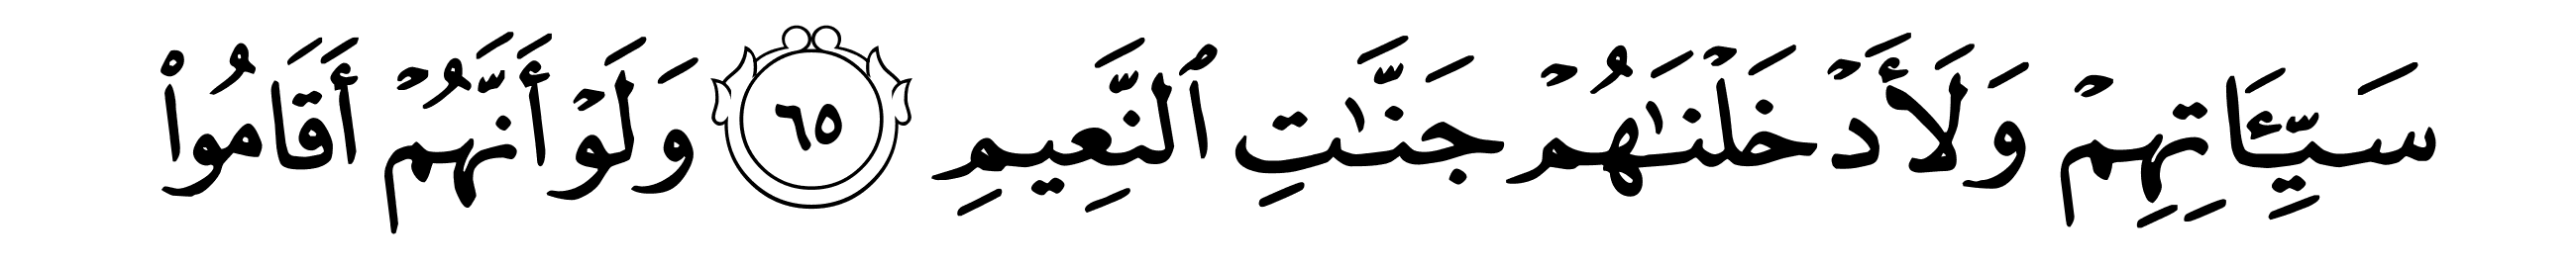 سَيِّـَٔاتِهِمۡ وَلَأَدۡخَلۡنَٰهُمۡ جَنَّٰتِ ٱلنَّعِيمِ ٦٥ وَلَوۡ أَنَّهُمۡ أَقَامُواْ